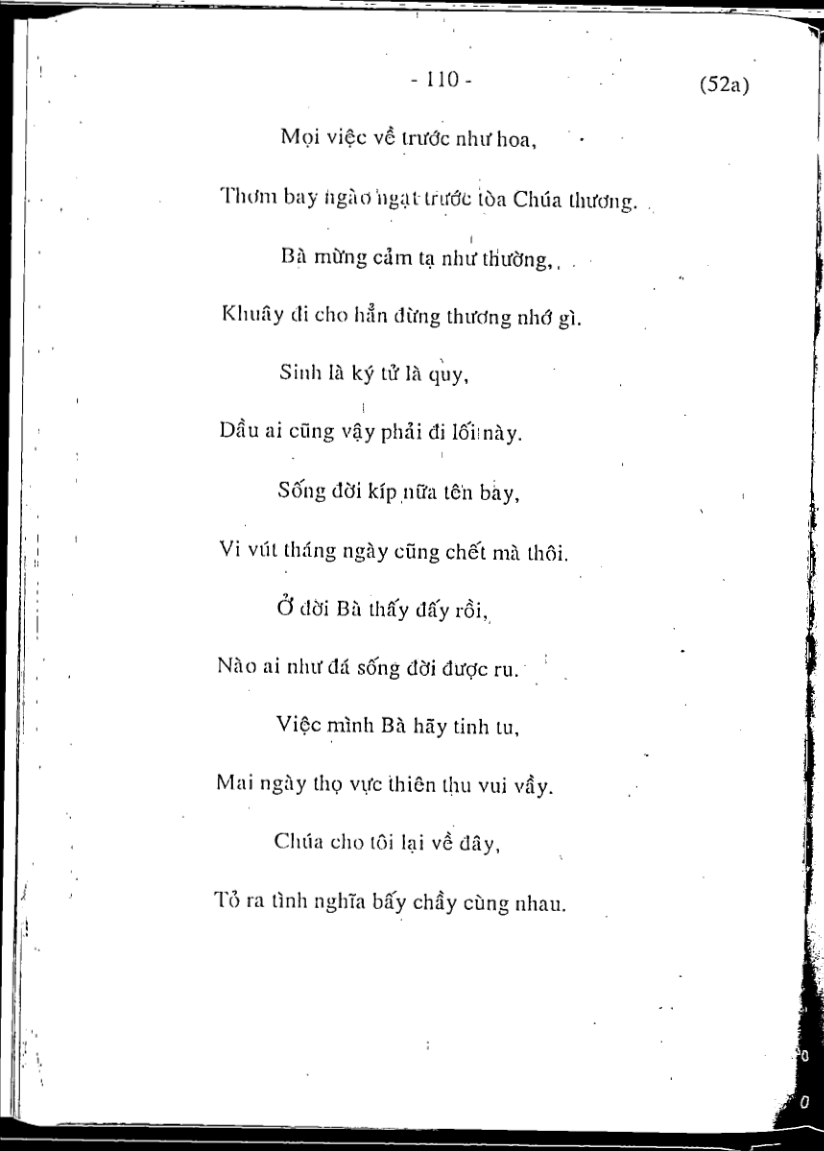 - 110 -
(52a)
Mọi việc về trước như hoa,
Thơm bay ngào ngạt trước tòa Chúa thương.
Bà mừng cảm tạ như thường,
Khuây đi cho hẳn đừng thương nhớ gì.
Sinh là ký tử là quy,
Dầu ai cũng vậy phải đi lối này.
Sống đời kíp nữa tên bay,
Vi vút tháng ngày cũng chết mà thôi.
Ở đời Bà thấy đấy rồi,
Nào ai như đá sống đời được ru.
Việc mình Bà hãy tinh tu,
Mai ngày thọ vực thiên thu vui vầy.
Chúa cho tôi lại về đây,
Tỏ ra tình nghĩa bấy chầy cùng nhau.